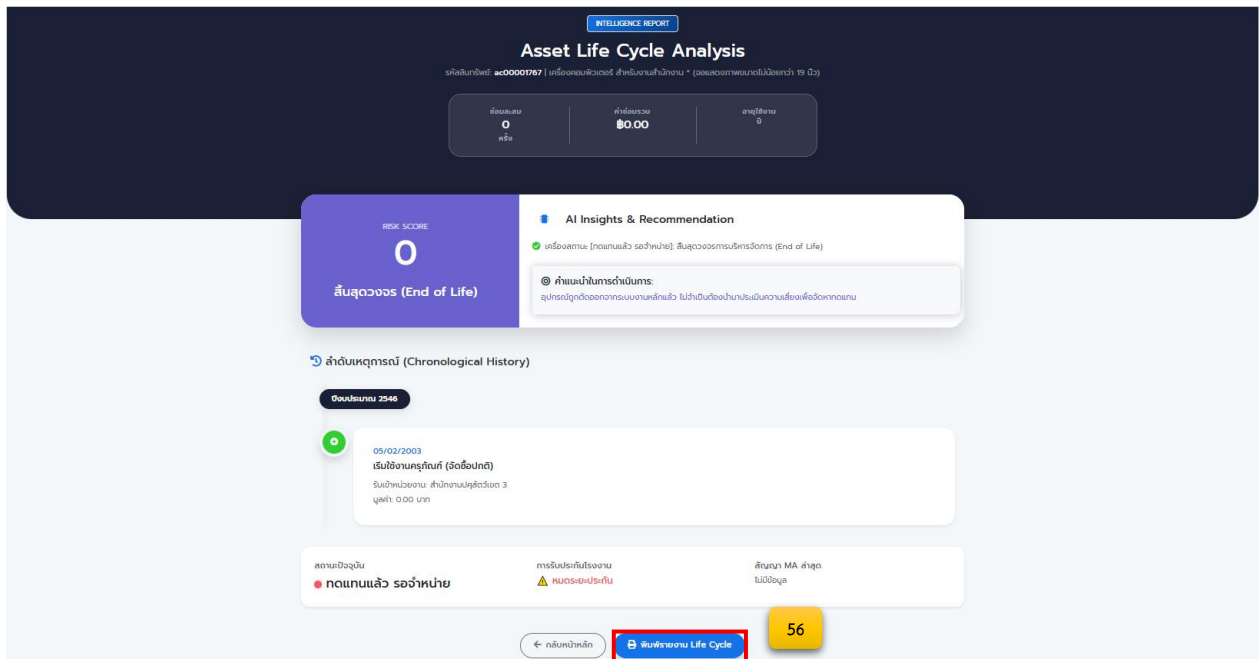 INTELLIGENCE REPORT
Asset Life Cycle Analysis
รหัสสินทรัพย์: ac00001767 | เครื่องคอมพิวเตอร์ สำหรับงานสำนักงาน * (จอแสดงภาพขนาดไม่น้อยกว่า 19 นิ้ว)
ซ่อมสะสม
0
ครั้ง
ค่าซ่อมรวม
฿0.00
อายุใช้งาน
ปี
RISK SCORE
0
สิ้นสุดวงจร (End of Life)
AI Insights & Recommendation
เครื่องสถานะ [ทดแทนแล้ว รอจำหน่าย]: สิ้นสุดวงจรการบริหารจัดการ (End of Life)
คำแนะนำในการดำเนินการ:
อุปกรณ์ถูกตัดออกจากระบบงานหลักแล้ว ไม่จำเป็นต้องนำมาประเมินความเสี่ยงเพื่อจัดหาทดแทน
ลำดับเหตุการณ์ (Chronological History)
ปีงบประมาณ 2546
05/02/2003
เริ่มใช้งานครุภัณฑ์ (จัดซื้อปกติ)
รับเข้าหน่วยงาน: สำนักงานปศุสัตว์เขต 3
มูลค่า: 0.00 บาท
สถานะปัจจุบัน
ทดแทนแล้ว รอจำหน่าย
การรับประกันโรงงาน
หมดระยะประกัน
สัญญา MA ล่าสุด
ไม่มีข้อมูล
← กลับหน้าหลัก
พิมพ์รายงาน Life Cycle
56